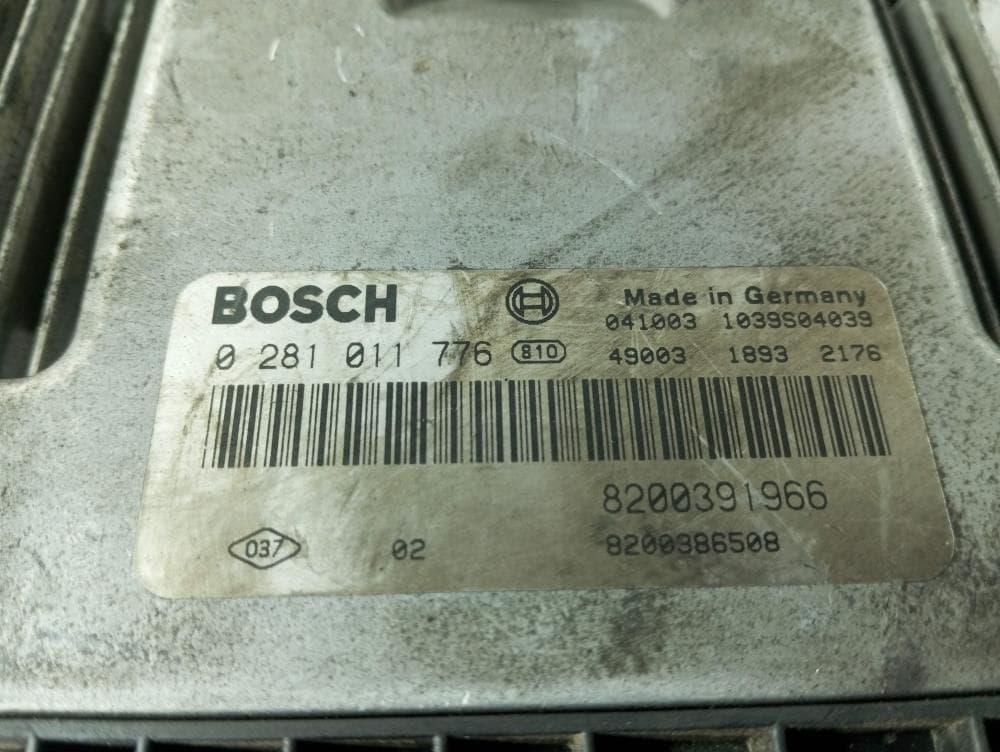 BOSCH
Made in Germany
041003 1039S04039
0 281 011 776 810 49003 1893 2176
8200391966
037 02 8200386508